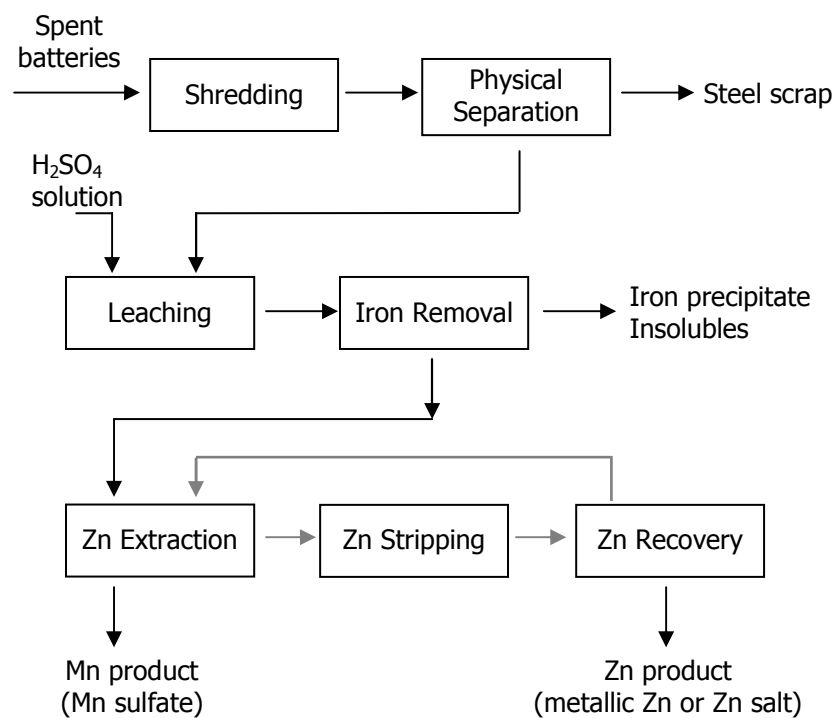 Spent
batteries
Shredding
Physical
Separation
Steel scrap
H₂SO₄
solution
Leaching
Iron Removal
Iron precipitate
Insolubles
Zn Extraction
Zn Stripping
Zn Recovery
Mn product
(Mn sulfate)
Zn product
(metallic Zn or Zn salt)